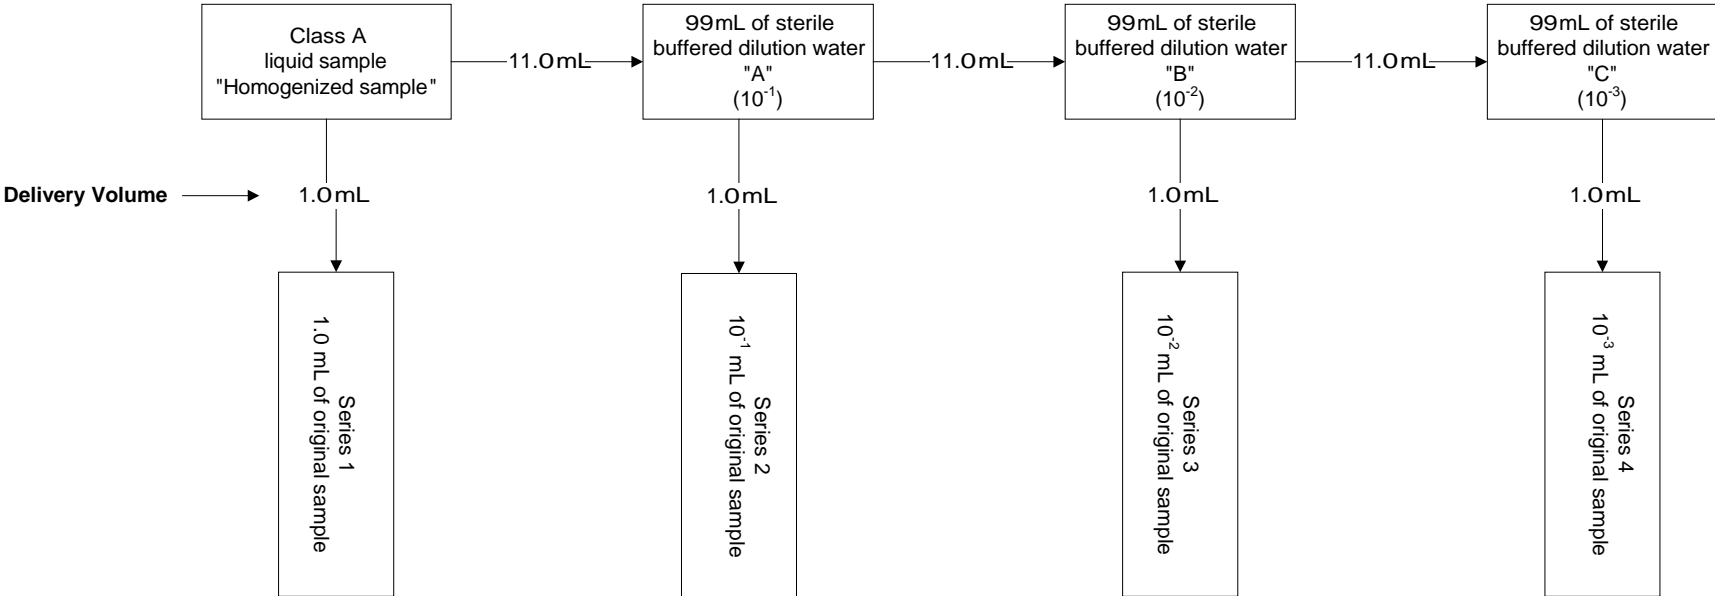 Class A
liquid sample
"Homogenized sample"
11.0mL
99mL of sterile
buffered dilution water
"A"
(10⁻¹)
11.0mL
99mL of sterile
buffered dilution water
"B"
(10⁻²)
11.0mL
99mL of sterile
buffered dilution water
"C"
(10⁻³)
Delivery Volume
1.0mL
1.0mL
1.0mL
1.0mL
Series 1
1.0 mL of original sample
Series 2
10⁻¹ mL of original sample
Series 3
10⁻² mL of original sample
Series 4
10⁻³ mL of original sample